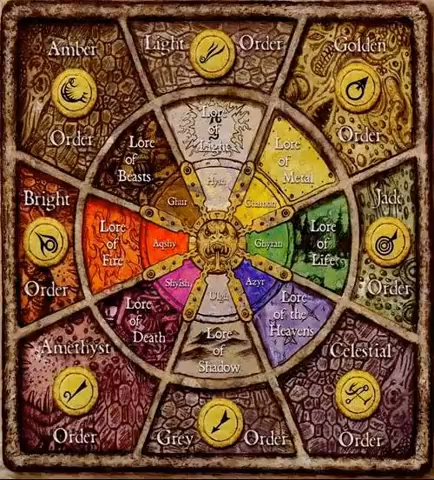 Amber Order
Light Order
Golden Order
Lore of Beasts
Lore of Light
Lore of Metal
Ghur
Hysh
Chamon
Bright Order
Lore of Fire
Aqshy
Ghyran
Lore of Life
Jade Order
Shyish
Ulgu
Azyr
Lore of Death
Lore of Shadow
Lore of the Heavens
Amethyst Order
Grey Order
Celestial Order